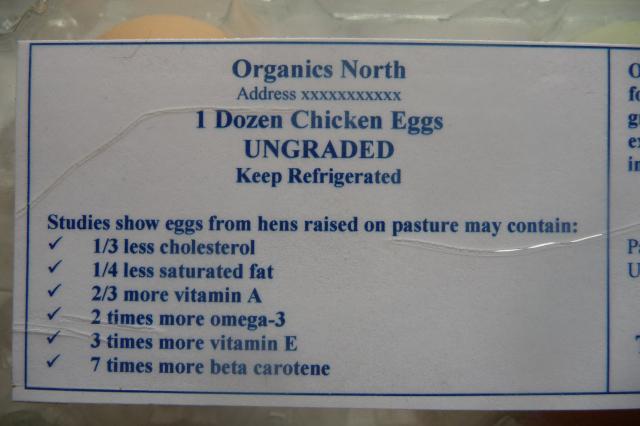 Organics North
Address xxxxxxxxxxx
1 Dozen Chicken Eggs
UNGRADED
Keep Refrigerated
Studies show eggs from hens raised on pasture may contain:
✓ 1/3 less cholesterol
✓ 1/4 less saturated fat
✓ 2/3 more vitamin A
✓ 2 times more omega-3
✓ 3 times more vitamin E
✓ 7 times more beta carotene